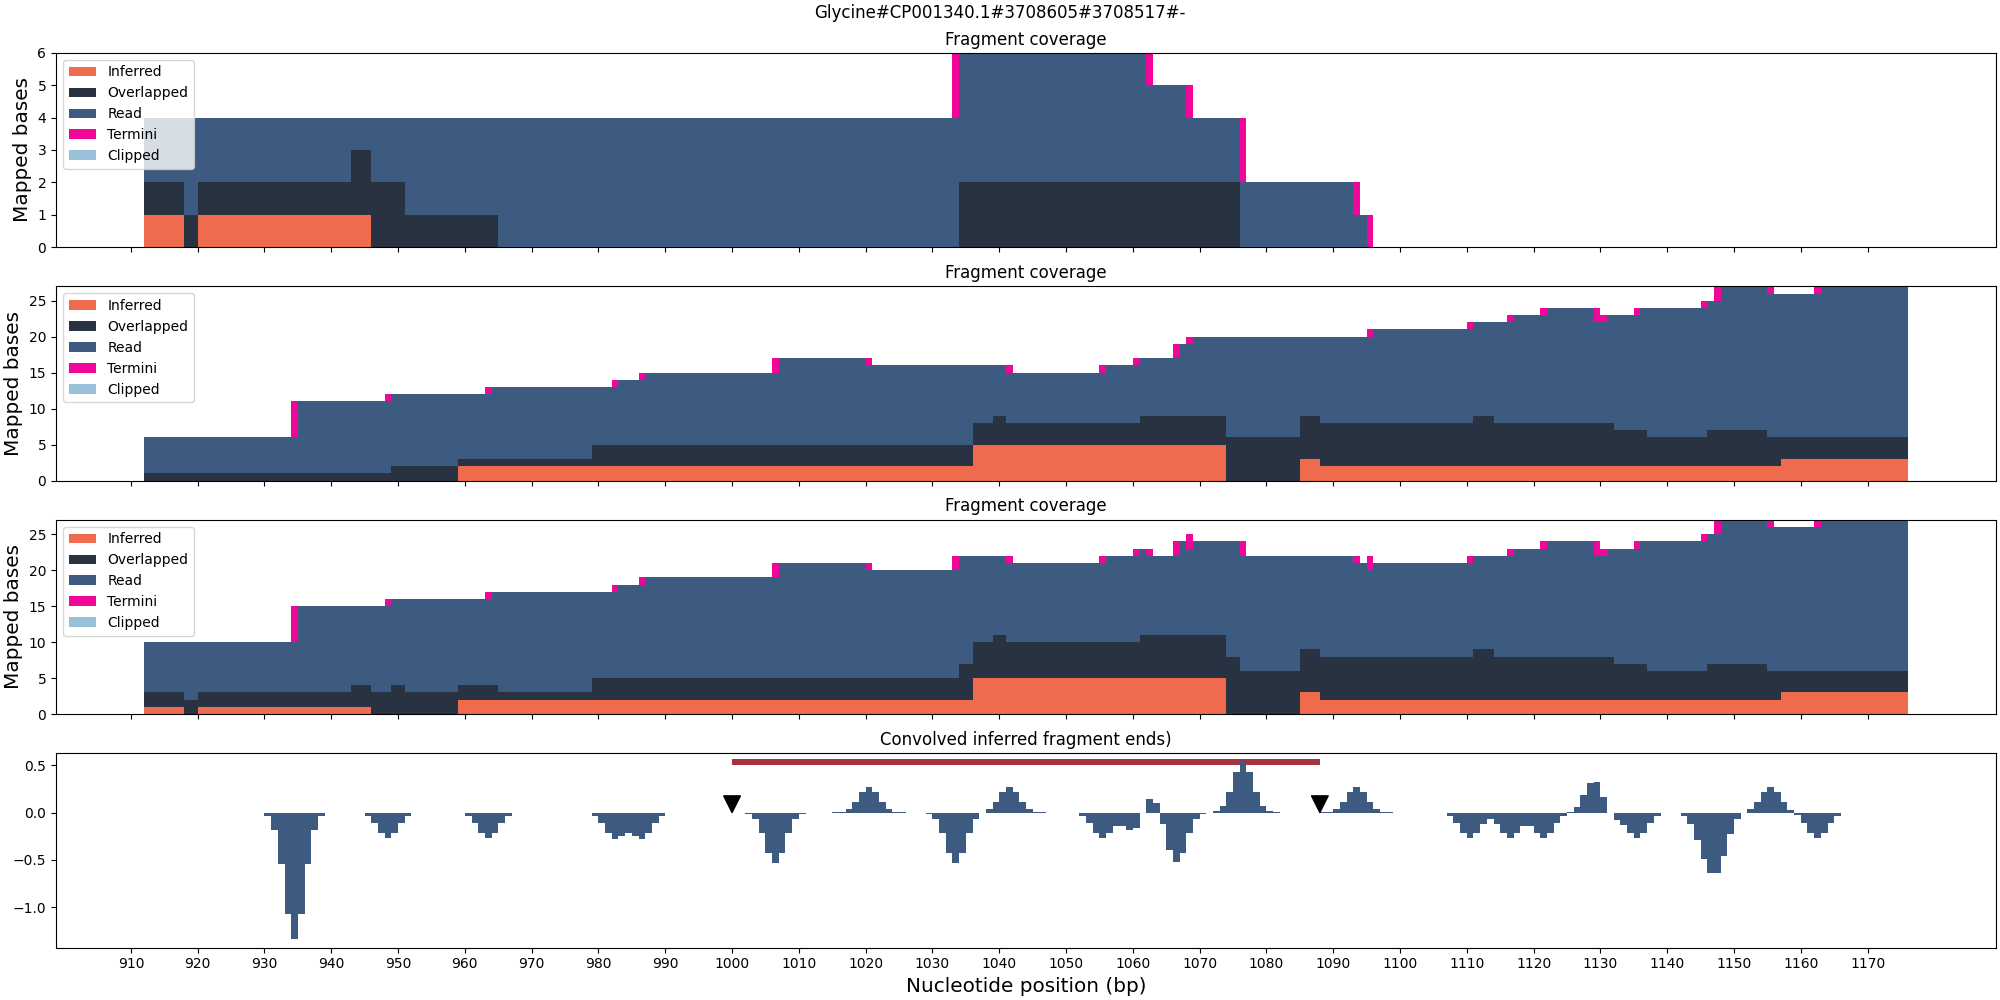 Glycine#CP001340.1#3708605#3708517#-
Fragment coverage
Mapped bases
6
5
4
3
2
1
0
Inferred
Overlapped
Read
Termini
Clipped
Fragment coverage
Mapped bases
25
20
15
10
5
0
Inferred
Overlapped
Read
Termini
Clipped
Fragment coverage
Mapped bases
25
20
15
10
5
0
Inferred
Overlapped
Read
Termini
Clipped
Convolved inferred fragment ends)
0.5
0.0
−0.5
−1.0
910 920 930 940 950 960 970 980 990 1000 1010 1020 1030 1040 1050 1060 1070 1080 1090 1100 1110 1120 1130 1140 1150 1160 1170
Nucleotide position (bp)